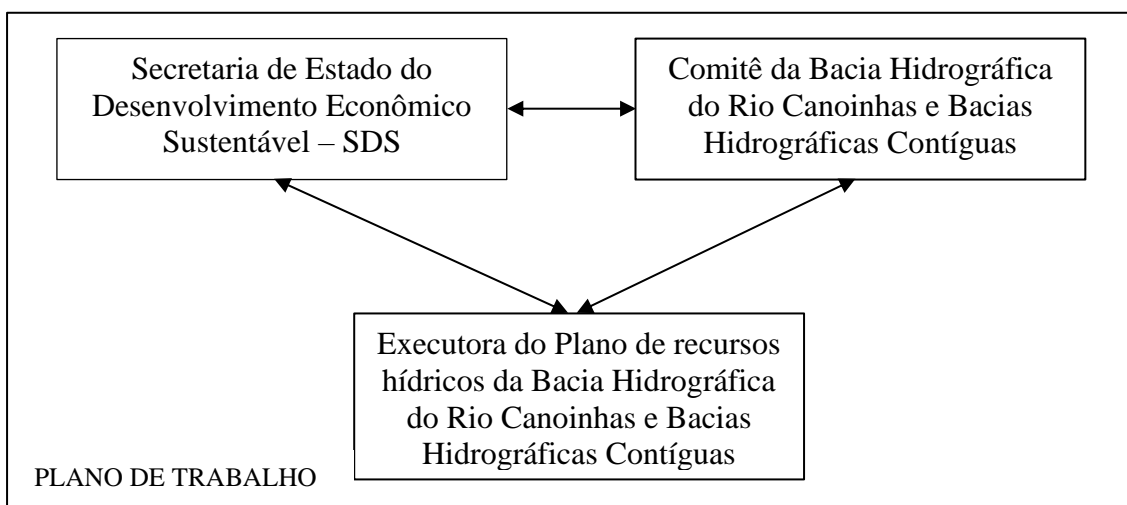 Secretaria de Estado do
Desenvolvimento Econômico
Sustentável – SDS
Comitê da Bacia Hidrográfica
do Rio Canoinhas e Bacias
Hidrográficas Contíguas
Executora do Plano de recursos
hídricos da Bacia Hidrográfica
do Rio Canoinhas e Bacias
Hidrográficas Contíguas
PLANO DE TRABALHO